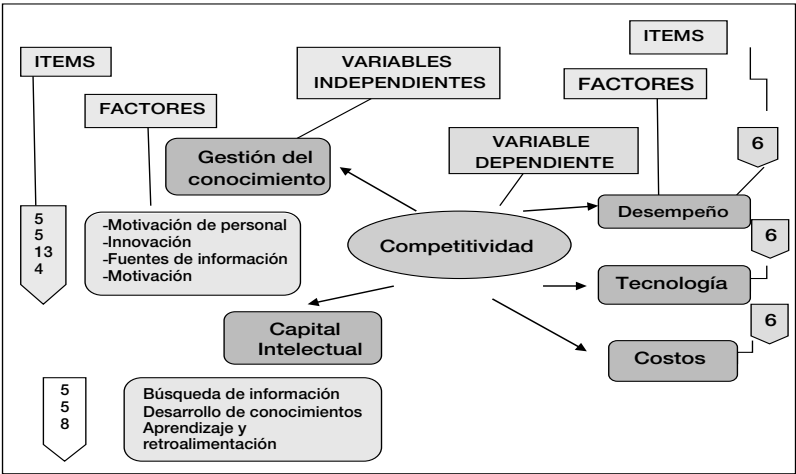 ITEMS
ITEMS
VARIABLES
INDEPENDIENTES
FACTORES
FACTORES
VARIABLE
DEPENDIENTE
6
Gestión del
conocimiento
Desempeño
5
5
13
4
-Motivación de personal
-Innovación
-Fuentes de información
-Motivación
Competitividad
6
Tecnología
Capital
Intelectual
6
Costos
5
5
8
Búsqueda de información
Desarrollo de conocimientos
Aprendizaje y
retroalimentación